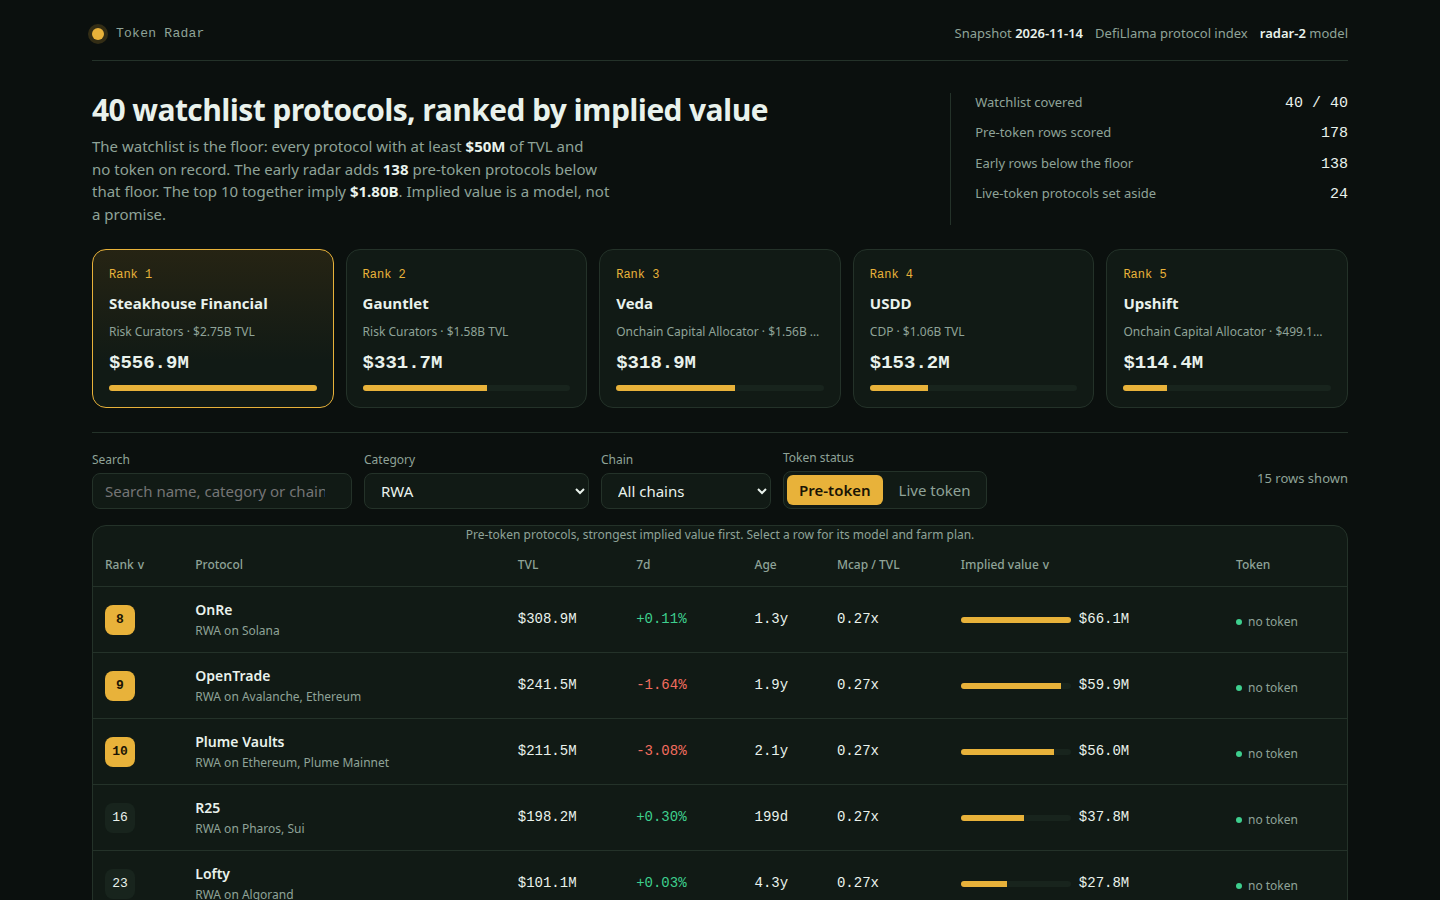 Token Radar
Snapshot 2026-11-14 DefiLlama protocol index radar-2 model
40 watchlist protocols, ranked by implied value
The watchlist is the floor: every protocol with at least $50M of TVL and
no token on record. The early radar adds 138 pre-token protocols below
that floor. The top 10 together imply $1.80B. Implied value is a model, not
a promise.
Watchlist covered 40 / 40
Pre-token rows scored 178
Early rows below the floor 138
Live-token protocols set aside 24
Rank 1
Steakhouse Financial
Risk Curators · $2.75B TVL
$556.9M
Rank 2
Gauntlet
Risk Curators · $1.58B TVL
$331.7M
Rank 3
Veda
Onchain Capital Allocator · $1.56B ...
$318.9M
Rank 4
USDD
CDP · $1.06B TVL
$153.2M
Rank 5
Upshift
Onchain Capital Allocator · $499.1...
$114.4M
Search
Search name, category or chain
Category
RWA
Chain
All chains
Token status
Pre-token Live token
15 rows shown
Pre-token protocols, strongest implied value first. Select a row for its model and farm plan.
Rank v Protocol TVL 7d Age Mcap / TVL Implied value v Token
8 OnRe $308.9M +0.11% 1.3y 0.27x $66.1M no token
RWA on Solana
9 OpenTrade $241.5M -1.64% 1.9y 0.27x $59.9M no token
RWA on Avalanche, Ethereum
10 Plume Vaults $211.5M -3.08% 2.1y 0.27x $56.0M no token
RWA on Ethereum, Plume Mainnet
16 R25 $198.2M +0.30% 199d 0.27x $37.8M no token
RWA on Pharos, Sui
23 Lofty $101.1M +0.03% 4.3y 0.27x $27.8M no token
RWA on Algorand